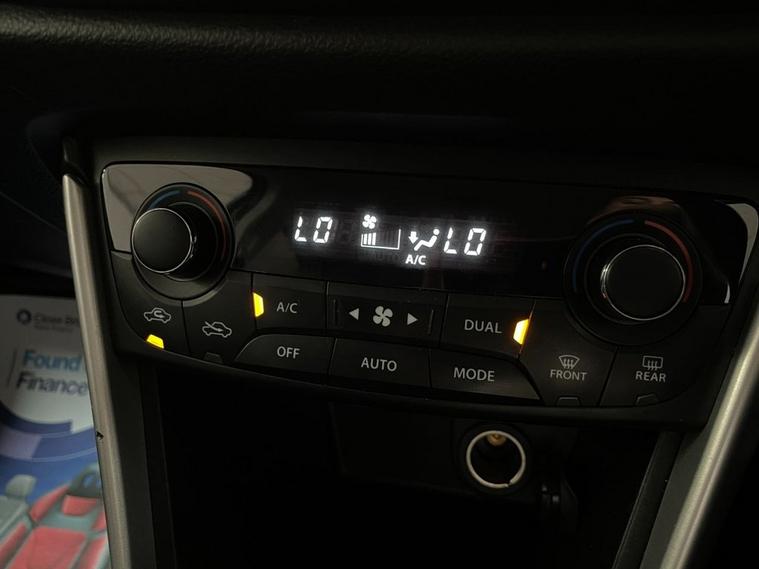 LO LO
A/C
A/C
DUAL
OFF
AUTO
MODE
FRONT
REAR
Found
Finance